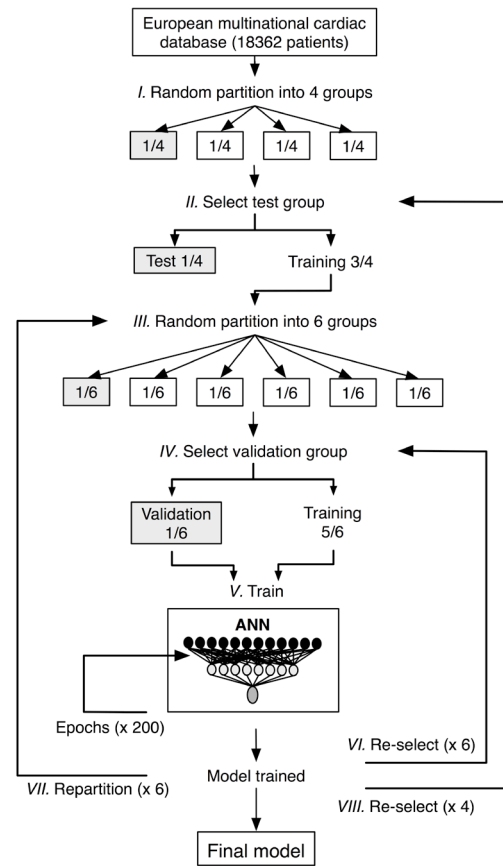 European multinational cardiac
database (18362 patients)
I. Random partition into 4 groups
1/4 1/4 1/4 1/4
II. Select test group
Test 1/4 Training 3/4
III. Random partition into 6 groups
1/6 1/6 1/6 1/6 1/6 1/6
IV. Select validation group
Validation
1/6
Training
5/6
V. Train
ANN
Epochs (x 200)
VI. Re-select (x 6)
Model trained
VII. Repartition (x 6)
VIII. Re-select (x 4)
Final model